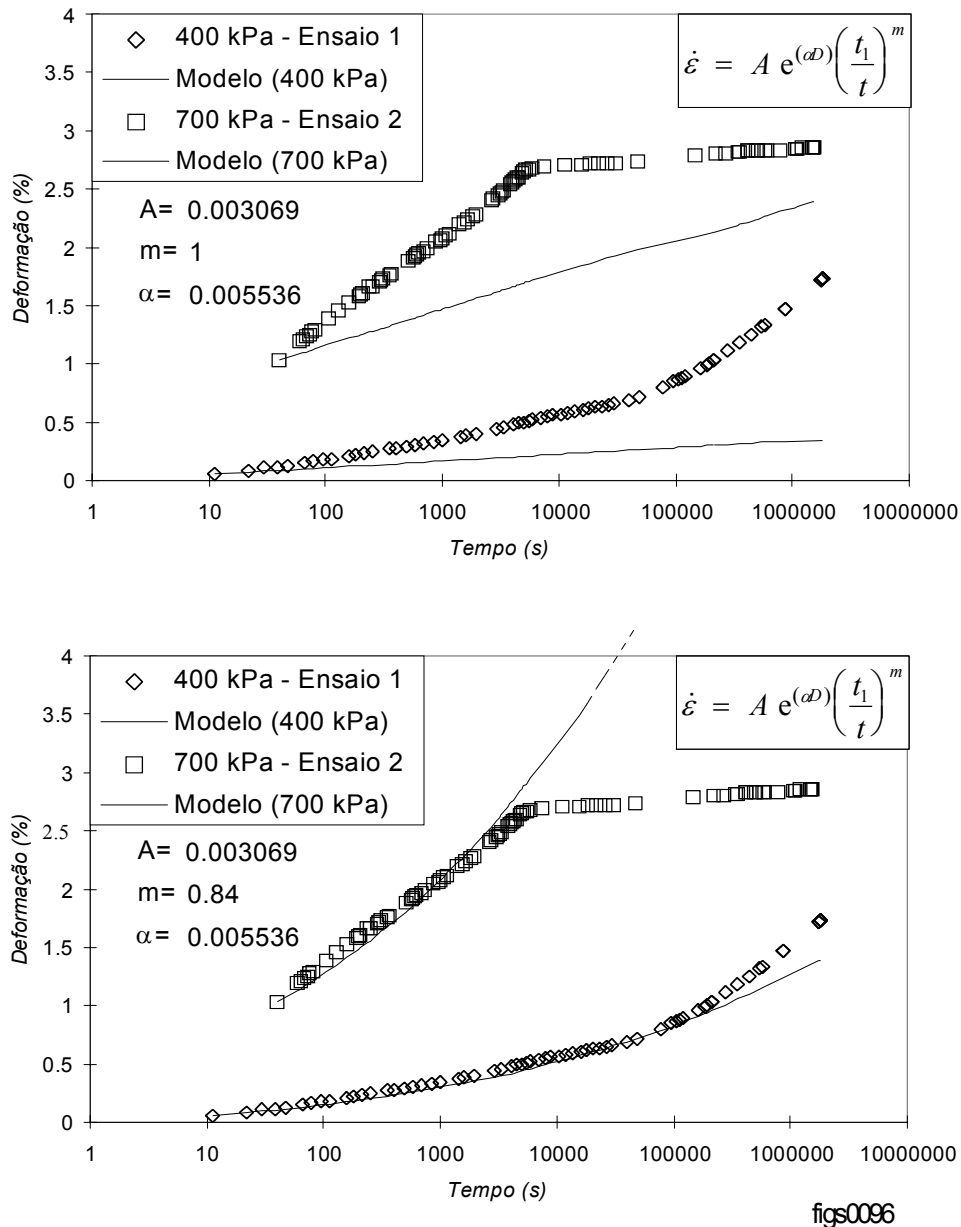 4
3.5
3
2.5
2
1.5
1
0.5
0
Deformação (%)
400 kPa - Ensaio 1
Modelo (400 kPa)
700 kPa - Ensaio 2
Modelo (700 kPa)
A= 0.003069
m= 1
α= 0.005536
ε̇ = A e^(αD) (t₁/t)^m
1 10 100 1000 10000 100000 1000000 10000000
Tempo (s)
4
3.5
3
2.5
2
1.5
1
0.5
0
Deformação (%)
400 kPa - Ensaio 1
Modelo (400 kPa)
700 kPa - Ensaio 2
Modelo (700 kPa)
A= 0.003069
m= 0.84
α= 0.005536
ε̇ = A e^(αD) (t₁/t)^m
1 10 100 1000 10000 100000 1000000 10000000
Tempo (s)
figs0096